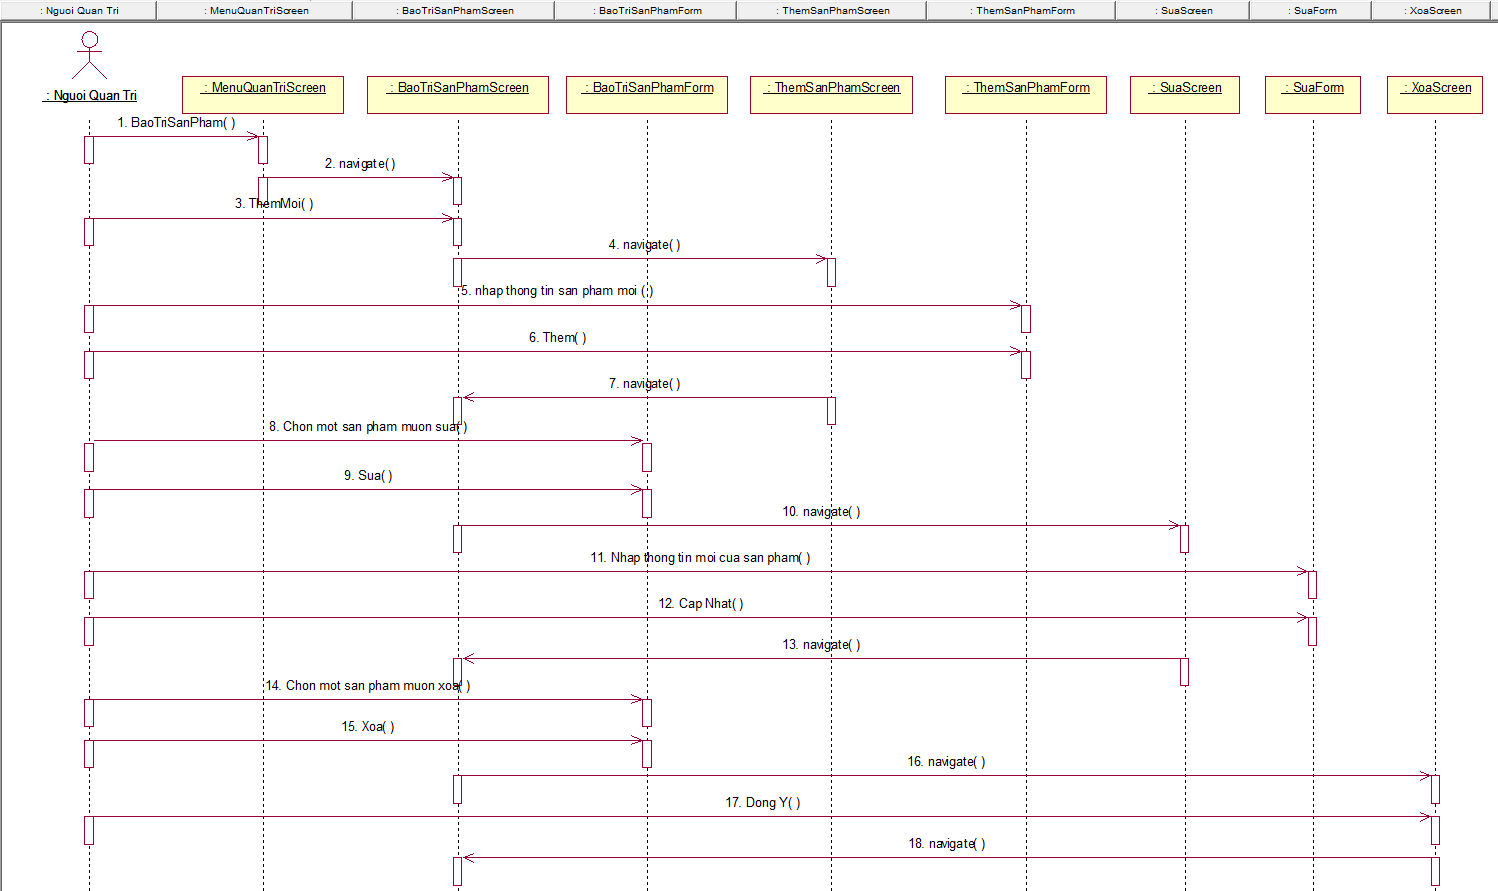 : Nguoi Quan Tri
: MenuQuanTriScreen
: BaoTriSanPhamScreen
: BaoTriSanPhamForm
: ThemSanPhamScreen
: ThemSanPhamForm
: SuaScreen
: SuaForm
: XoaScreen
: Nguoi Quan Tri
: MenuQuanTriScreen
: BaoTriSanPhamScreen
: BaoTriSanPhamForm
: ThemSanPhamScreen
: ThemSanPhamForm
: SuaScreen
: SuaForm
: XoaScreen
1. BaoTriSanPham( )
2. navigate( )
3. ThemMoi( )
4. navigate( )
5. nhap thong tin san pham moi ( )
6. Them( )
7. navigate( )
8. Chon mot san pham muon sua( )
9. Sua( )
10. navigate( )
11. Nhap thong tin moi cua san pham( )
12. Cap Nhat( )
13. navigate( )
14. Chon mot san pham muon xoa( )
15. Xoa( )
16. navigate( )
17. Dong Y( )
18. navigate( )